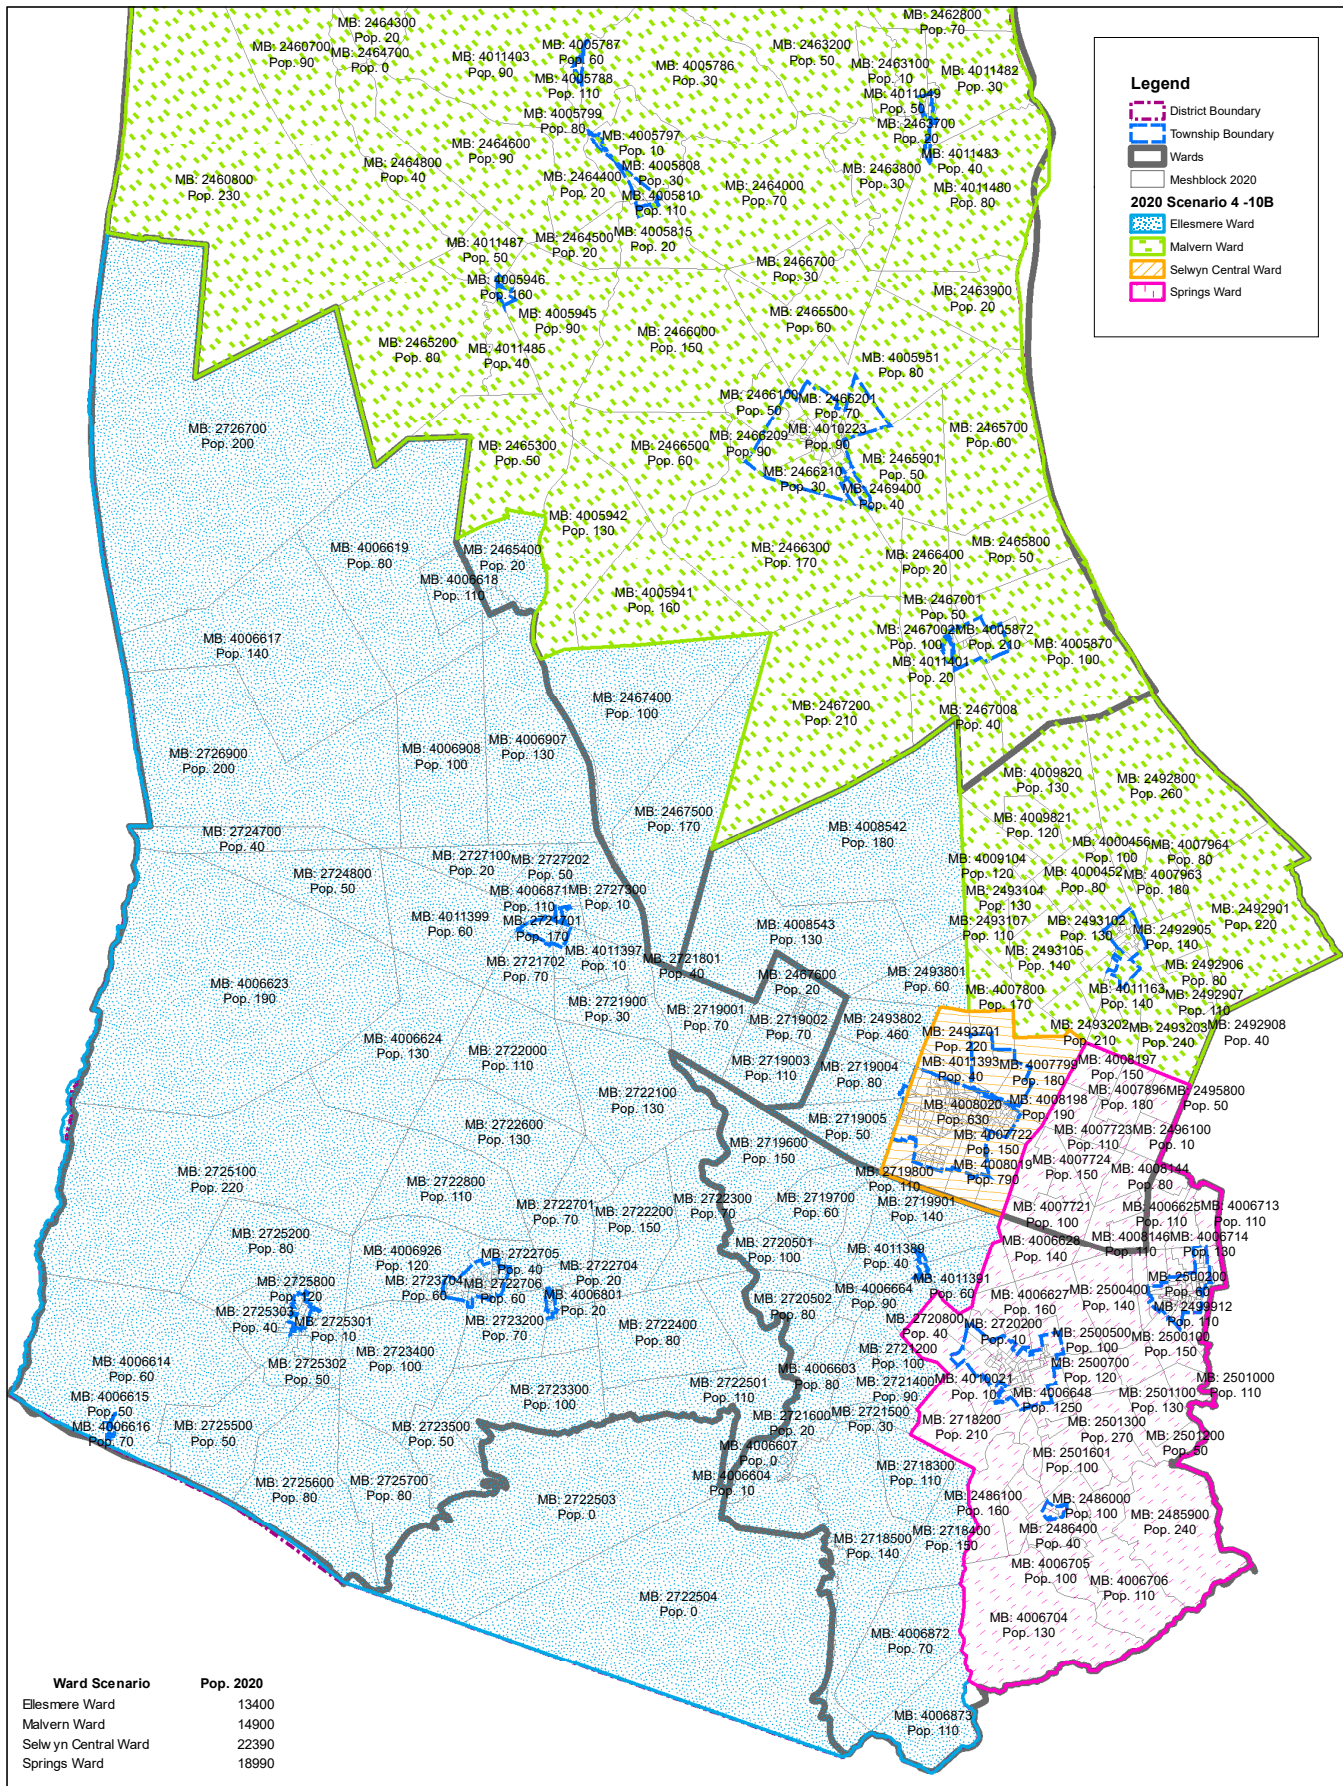 MB: 2464300
Pop. 20
MB: 2462800
Pop. 70
MB: 2460700
Pop. 90
MB: 2464700
Pop. 0
MB: 4011403
Pop. 90
MB: 4005787
Pop. 60
MB: 4005788
Pop. 110
MB: 4005786
Pop. 30
MB: 2463200
Pop. 50
MB: 2463100
Pop. 10
MB: 4011482
Pop. 30
MB: 4011049
Pop. 50
MB: 2463700
Pop. 20
MB: 4005799
Pop. 80
MB: 4005797
Pop. 10
MB: 2464600
Pop. 90
MB: 2464800
Pop. 40
MB: 2460800
Pop. 230
MB: 2464400
Pop. 20
MB: 4005808
Pop. 30
MB: 4005810
Pop. 110
MB: 2464000
Pop. 70
MB: 2463800
Pop. 30
MB: 4011483
Pop. 40
MB: 4011480
Pop. 80
MB: 4011487
Pop. 50
MB: 2464500
Pop. 20
MB: 4005815
Pop. 20
MB: 4005946
Pop. 160
MB: 2466700
Pop. 30
MB: 2463900
Pop. 20
MB: 4005945
Pop. 90
MB: 2465500
Pop. 60
MB: 2465200
Pop. 80
MB: 4011485
Pop. 40
MB: 2466000
Pop. 150
MB: 4005951
Pop. 80
MB: 2466100
Pop. 50
MB: 2466201
Pop. 70
MB: 2726700
Pop. 200
MB: 2465300
Pop. 50
MB: 2466500
Pop. 60
MB: 2466209
Pop. 90
MB: 4010223
Pop. 90
MB: 2465700
Pop. 60
MB: 2466210
Pop. 30
MB: 2465901
Pop. 50
MB: 2469400
Pop. 40
MB: 4005942
Pop. 130
MB: 4006619
Pop. 80
MB: 2465400
Pop. 20
MB: 2466300
Pop. 170
MB: 2466400
Pop. 20
MB: 2465800
Pop. 50
MB: 4006618
Pop. 110
MB: 4005941
Pop. 160
MB: 2467001
Pop. 50
MB: 4006617
Pop. 140
MB: 2467002
Pop. 100
MB: 4005872
Pop. 210
MB: 4005870
Pop. 100
MB: 4011401
Pop. 20
MB: 2467400
Pop. 100
MB: 2467200
Pop. 210
MB: 2467008
Pop. 40
MB: 2726900
Pop. 200
MB: 4006908
Pop. 100
MB: 4006907
Pop. 130
MB: 4009820
Pop. 130
MB: 2492800
Pop. 260
MB: 2467500
Pop. 170
MB: 4008542
Pop. 180
MB: 4009821
Pop. 120
MB: 2724700
Pop. 40
MB: 4000456
Pop. 100
MB: 4007964
Pop. 80
MB: 2724800
Pop. 50
MB: 2727100
Pop. 20
MB: 2727202
Pop. 50
MB: 4009104
Pop. 120
MB: 4000452
Pop. 80
MB: 4007963
Pop. 180
MB: 4006871
Pop. 110
MB: 2727300
Pop. 10
MB: 2493104
Pop. 130
MB: 4011399
Pop. 60
MB: 2721701
Pop. 170
MB: 4008543
Pop. 130
MB: 2493107
Pop. 110
MB: 2493102
Pop. 130
MB: 2492905
Pop. 140
MB: 2492901
Pop. 220
MB: 2721702
Pop. 70
MB: 4011397
Pop. 10
MB: 2721801
Pop. 40
MB: 2493105
Pop. 140
MB: 4006623
Pop. 190
MB: 2467600
Pop. 20
MB: 2493801
Pop. 60
MB: 4007800
Pop. 170
MB: 4011163
Pop. 140
MB: 2492906
Pop. 80
MB: 2492907
Pop. 110
MB: 2721900
Pop. 30
MB: 2719001
Pop. 70
MB: 2719002
Pop. 70
MB: 2493802
Pop. 460
MB: 2493701
Pop. 220
MB: 2493202
Pop. 210
MB: 2493203
Pop. 240
MB: 2492908
Pop. 40
MB: 4006624
Pop. 130
MB: 2722000
Pop. 110
MB: 2719003
Pop. 110
MB: 2719004
Pop. 80
MB: 4011393
Pop. 40
MB: 4007799
Pop. 180
MB: 4008197
Pop. 150
MB: 2722100
Pop. 130
MB: 4007896
Pop. 180
MB: 2495800
Pop. 50
MB: 4008020
Pop. 630
MB: 4008198
Pop. 190
MB: 2722600
Pop. 130
MB: 2719005
Pop. 50
MB: 4007722
Pop. 150
MB: 4007723
Pop. 110
MB: 2496100
Pop. 10
MB: 2719600
Pop. 150
MB: 4008019
Pop. 790
MB: 4007724
Pop. 150
MB: 4008144
Pop. 80
MB: 2725100
Pop. 220
MB: 2722800
Pop. 110
MB: 2719800
Pop. 110
MB: 2722701
Pop. 70
MB: 2722200
Pop. 150
MB: 2722300
Pop. 70
MB: 2719700
Pop. 60
MB: 2719901
Pop. 140
MB: 4007721
Pop. 100
MB: 4006625
Pop. 110
MB: 4006713
Pop. 110
MB: 2725200
Pop. 80
MB: 4006926
Pop. 120
MB: 2722705
Pop. 40
MB: 2722704
Pop. 20
MB: 2720501
Pop. 100
MB: 4011389
Pop. 40
MB: 4006628
Pop. 140
MB: 4008146
Pop. 110
MB: 4006714
Pop. 130
MB: 2725800
Pop. 120
MB: 2723704
Pop. 60
MB: 2722706
Pop. 60
MB: 4006801
Pop. 20
MB: 2720502
Pop. 80
MB: 4006664
Pop. 90
MB: 4011391
Pop. 60
MB: 4006627
Pop. 160
MB: 2500400
Pop. 140
MB: 2500200
Pop. 60
MB: 2499912
Pop. 110
MB: 2725303
Pop. 40
MB: 2725301
Pop. 10
MB: 2723200
Pop. 70
MB: 2722400
Pop. 80
MB: 2720800
Pop. 40
MB: 2720200
Pop. 10
MB: 2500500
Pop. 100
MB: 2500100
Pop. 150
MB: 4006614
Pop. 60
MB: 2725302
Pop. 50
MB: 2723400
Pop. 100
MB: 4006603
Pop. 80
MB: 2721200
Pop. 100
MB: 2500700
Pop. 120
MB: 4006615
Pop. 50
MB: 2723300
Pop. 100
MB: 2722501
Pop. 110
MB: 2721400
Pop. 90
MB: 4010021
Pop. 10
MB: 4006648
Pop. 1250
MB: 2501100
Pop. 130
MB: 2501000
Pop. 110
MB: 4006616
Pop. 70
MB: 2725500
Pop. 50
MB: 2723500
Pop. 50
MB: 2721600
Pop. 20
MB: 2721500
Pop. 30
MB: 2718200
Pop. 210
MB: 2501300
Pop. 270
MB: 2501200
Pop. 50
MB: 4006607
Pop. 0
MB: 2501601
Pop. 100
MB: 2725600
Pop. 80
MB: 2725700
Pop. 80
MB: 4006604
Pop. 10
MB: 2718300
Pop. 110
MB: 2722503
Pop. 0
MB: 2486100
Pop. 160
MB: 2486000
Pop. 100
MB: 2485900
Pop. 240
MB: 2718500
Pop. 140
MB: 2718400
Pop. 150
MB: 2486400
Pop. 40
MB: 4006705
Pop. 100
MB: 4006706
Pop. 110
MB: 2722504
Pop. 0
MB: 4006704
Pop. 130
MB: 4006872
Pop. 70
MB: 4006873
Pop. 110
Legend
District Boundary
Township Boundary
Wards
Meshblock 2020
2020 Scenario 4 -10B
Ellesmere Ward
Malvern Ward
Selwyn Central Ward
Springs Ward
Ward Scenario Pop. 2020
Ellesmere Ward 13400
Malvern Ward 14900
Selwyn Central Ward 22390
Springs Ward 18990